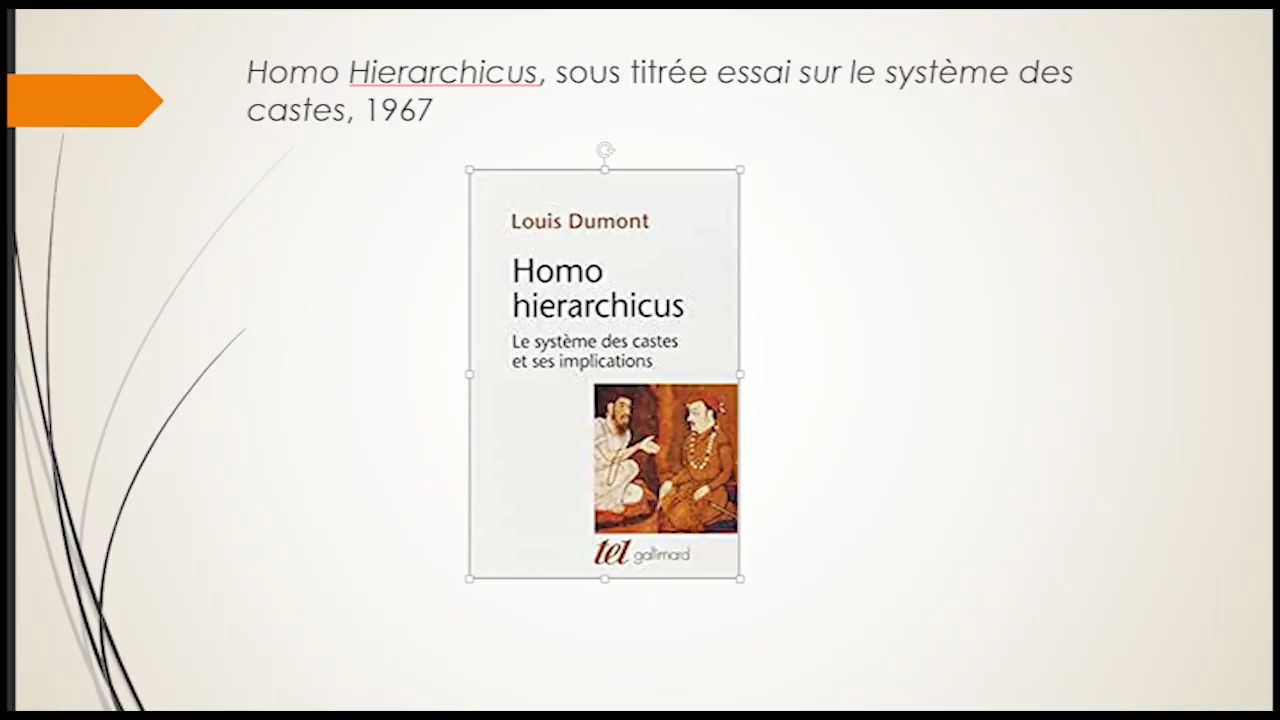 Homo Hierarchicus, sous titrée essai sur le système des
castes, 1967
Louis Dumont
Homo
hierarchicus
Le système des castes
et ses implications
tel gallimard